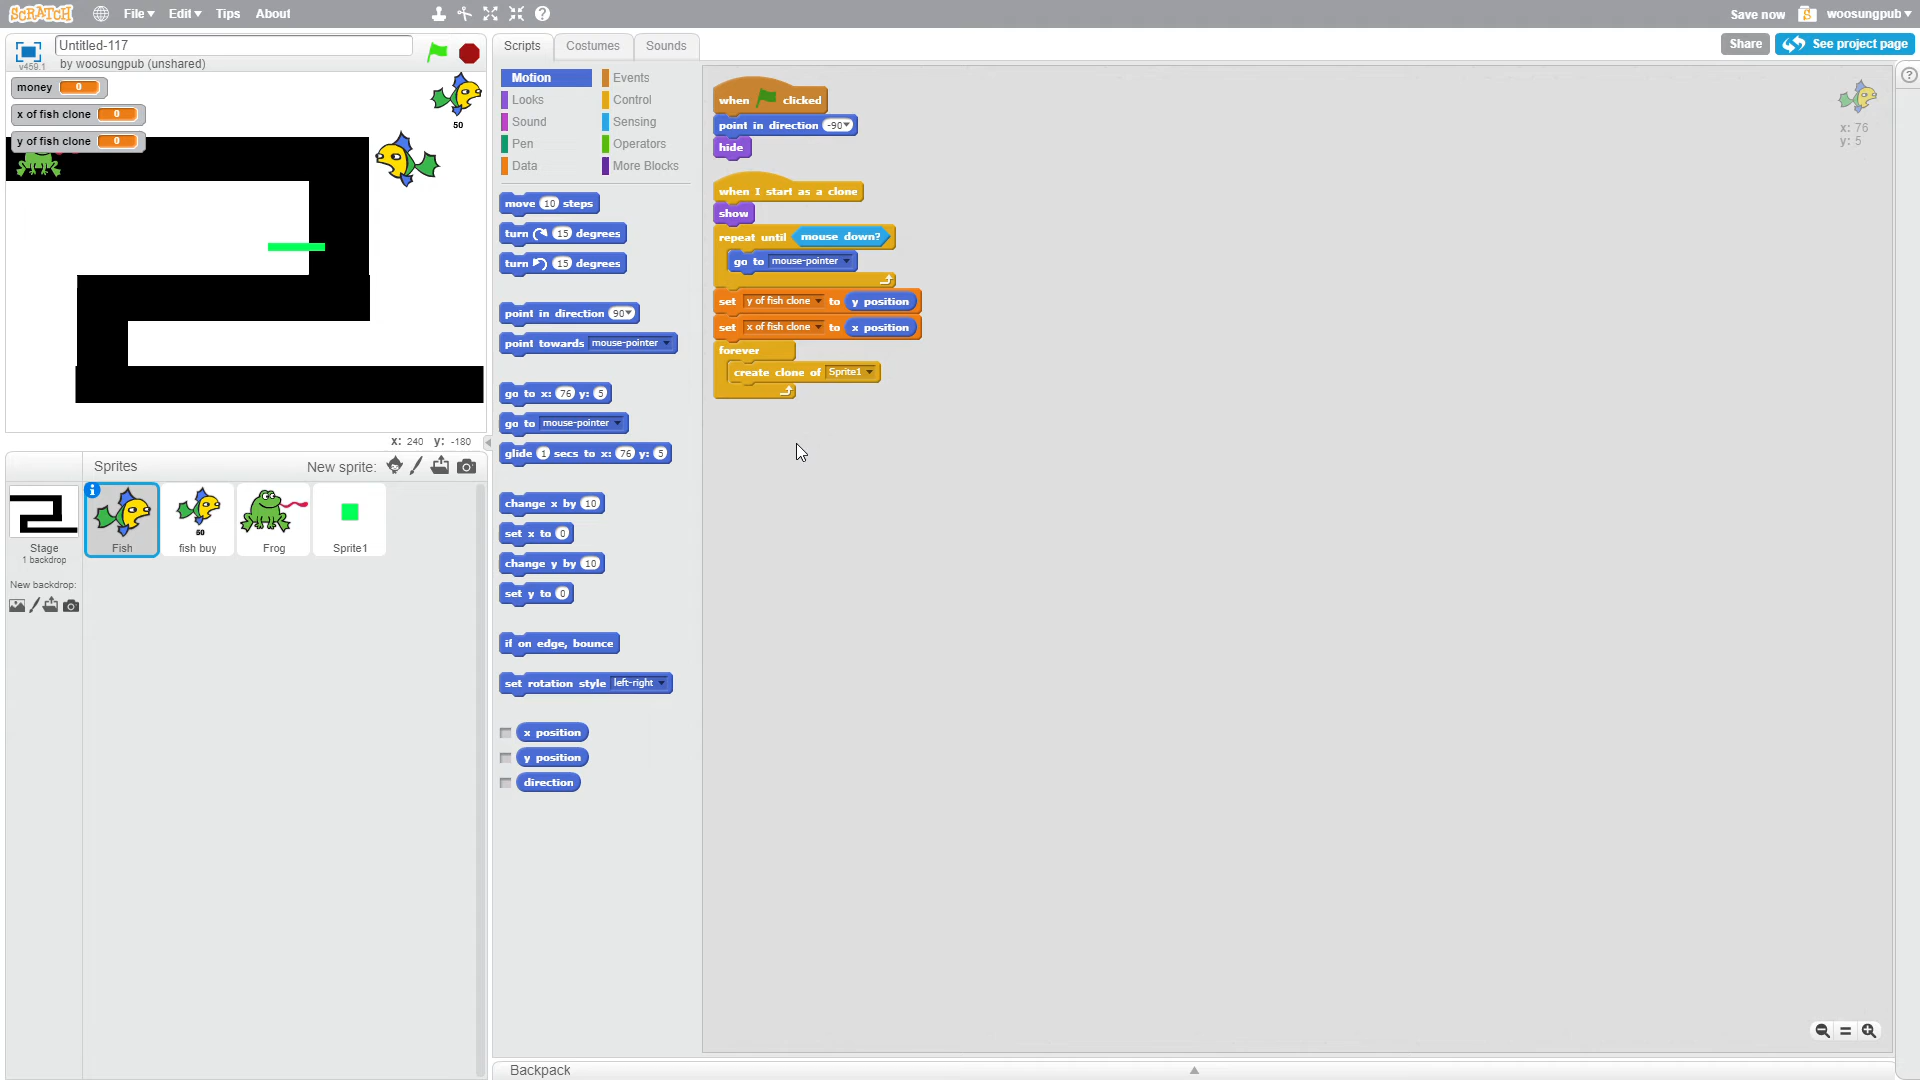 SCRATCH File Edit Tips About Save now woosungpub
Untitled-117
v459.1 by woosungpub (unshared)
Scripts Costumes Sounds
Share See project page
money 0
x of fish clone 0
y of fish clone 0
50
x: 240 y: -180
Motion Events
Looks Control
Sound Sensing
Pen Operators
Data More Blocks
move 10 steps
turn 15 degrees
turn 15 degrees
point in direction 90
point towards mouse-pointer
go to x: 76 y: 5
go to mouse-pointer
glide 1 secs to x: 76 y: 5
change x by 10
set x to 0
change y by 10
set y to 0
if on edge, bounce
set rotation style left-right
x position
y position
direction
when clicked
point in direction -90
hide
when I start as a clone
show
repeat until mouse down?
go to mouse-pointer
set y of fish clone to y position
set x of fish clone to x position
forever
create clone of Sprite1
x: 76
y: 5
Sprites New sprite:
50
Stage Fish fish buy Frog Sprite1
1 backdrop
New backdrop:
Backpack